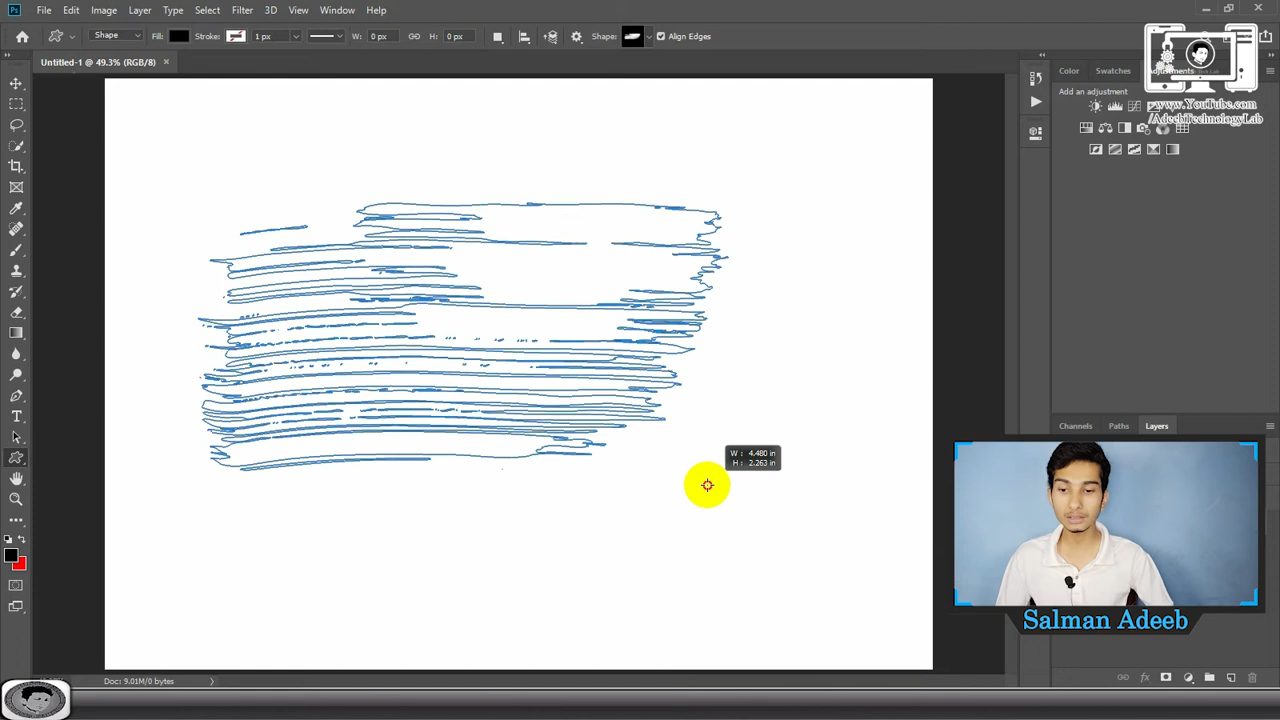 Ps File Edit Image Layer Type Select Filter 3D View Window Help
Shape Fill: Stroke: 1 px W: 0 px H: 0 px Shape: Align Edges
Untitled-1 @ 49.3% (RGB/8) ×
Color Swatches
Add an adjustment
www.YouTube.com
/AdeebTechnologyLab
Channels Paths Layers
W : 4.480 in
H : 2.263 in
Salman Adeeb
Doc: 9.01M/0 bytes